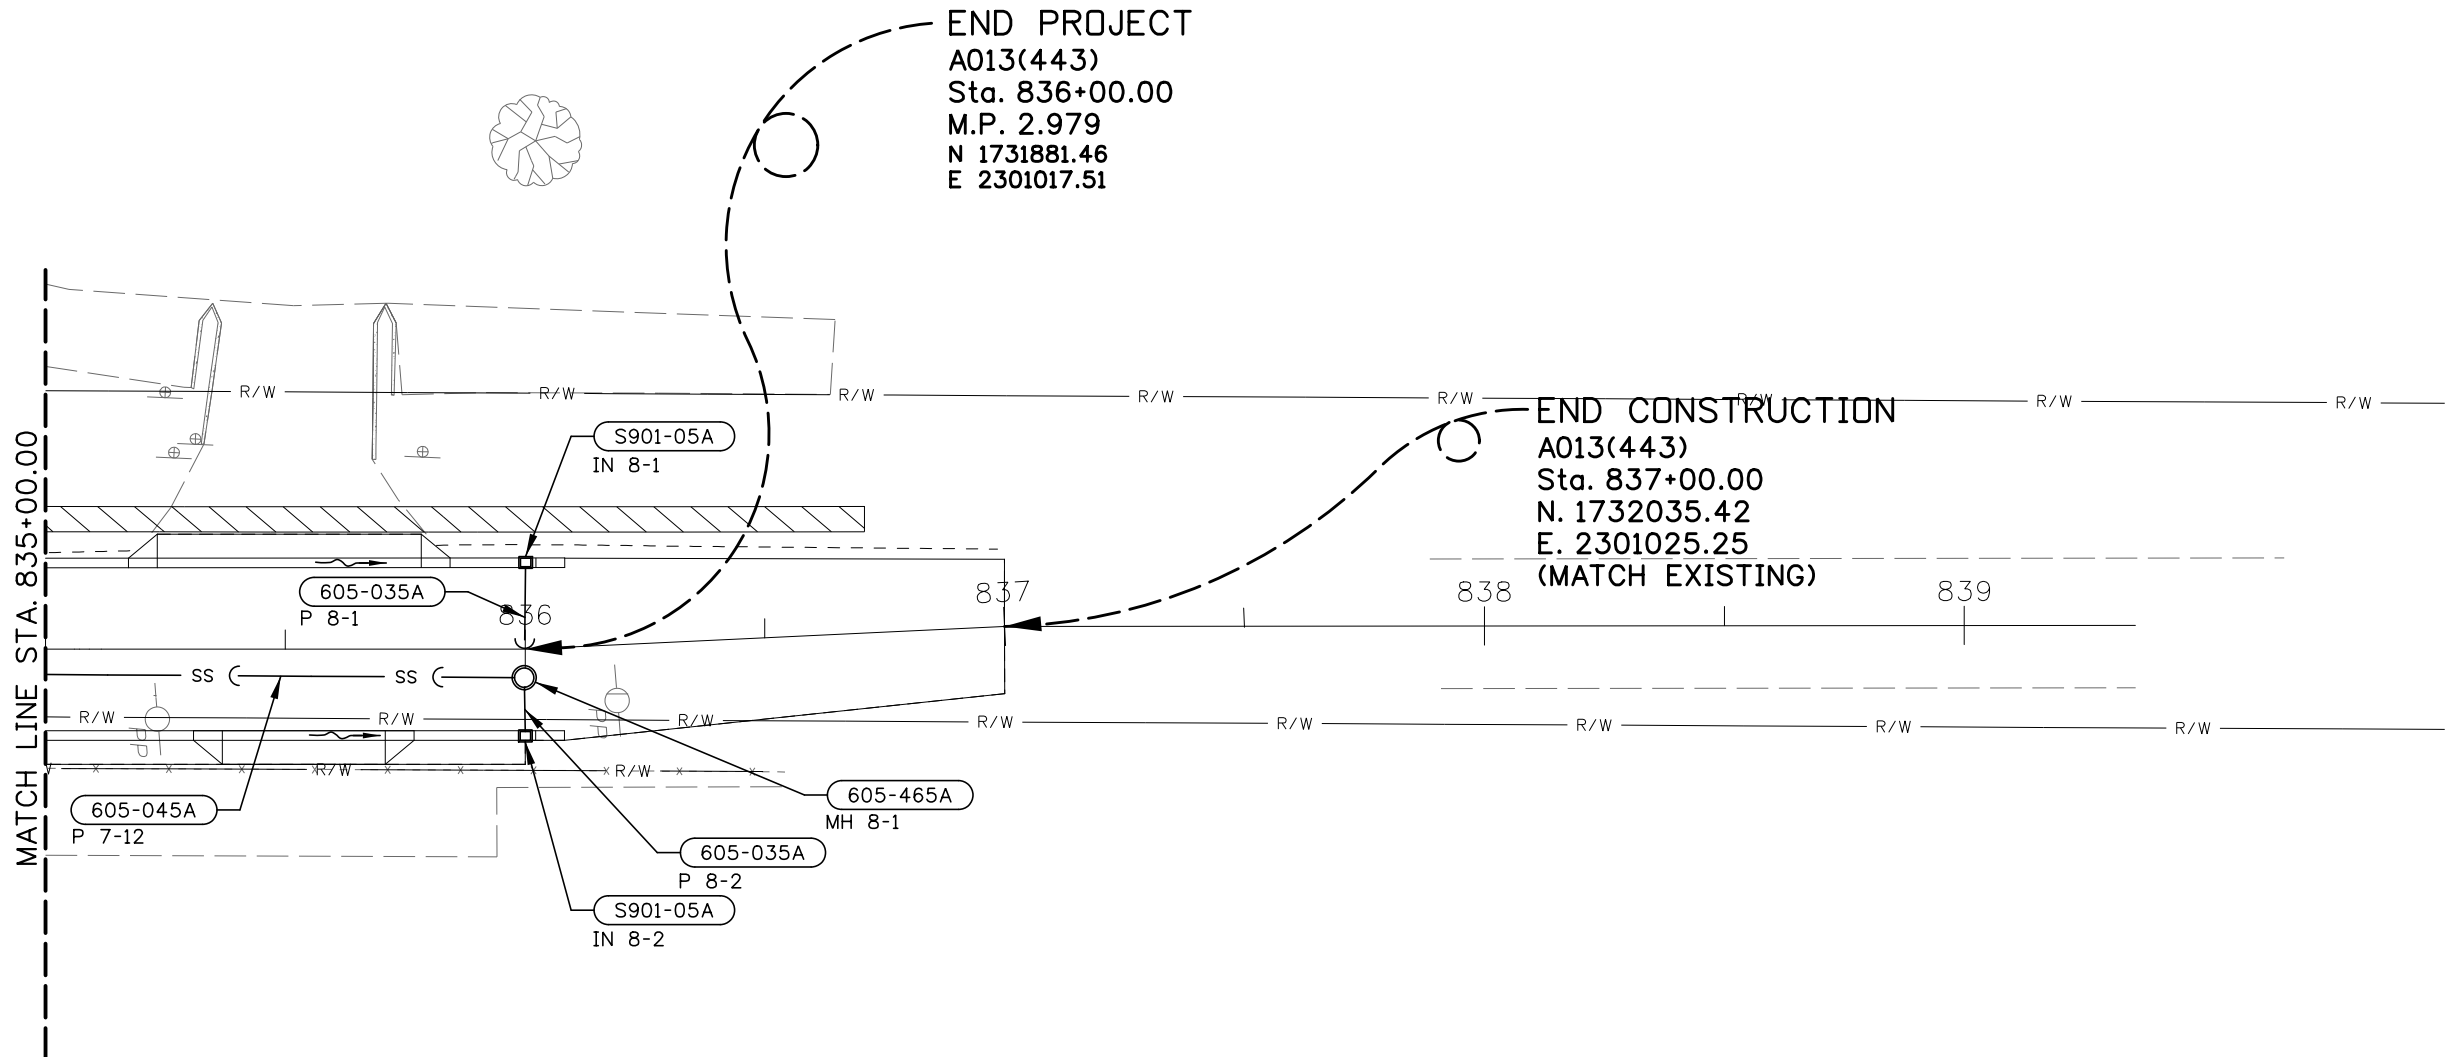 END PROJECT
A013(443)
Sta. 836+00.00
M.P. 2.979
N 1731881.46
E 2301017.51
R/W R/W R/W R/W R/W R/W R/W R/W
END CONSTRUCTION
A013(443)
Sta. 837+00.00
N. 1732035.42
E. 2301025.25
(MATCH EXISTING)
S901-05A
IN 8-1
605-035A
P 8-1
836
837
838
839
MATCH LINE STA. 835+00.00
SS SS
PP
PP
R/W R/W R/W R/W R/W R/W R/W R/W
R/W R/W
605-045A
P 7-12
605-465A
MH 8-1
605-035A
P 8-2
S901-05A
IN 8-2